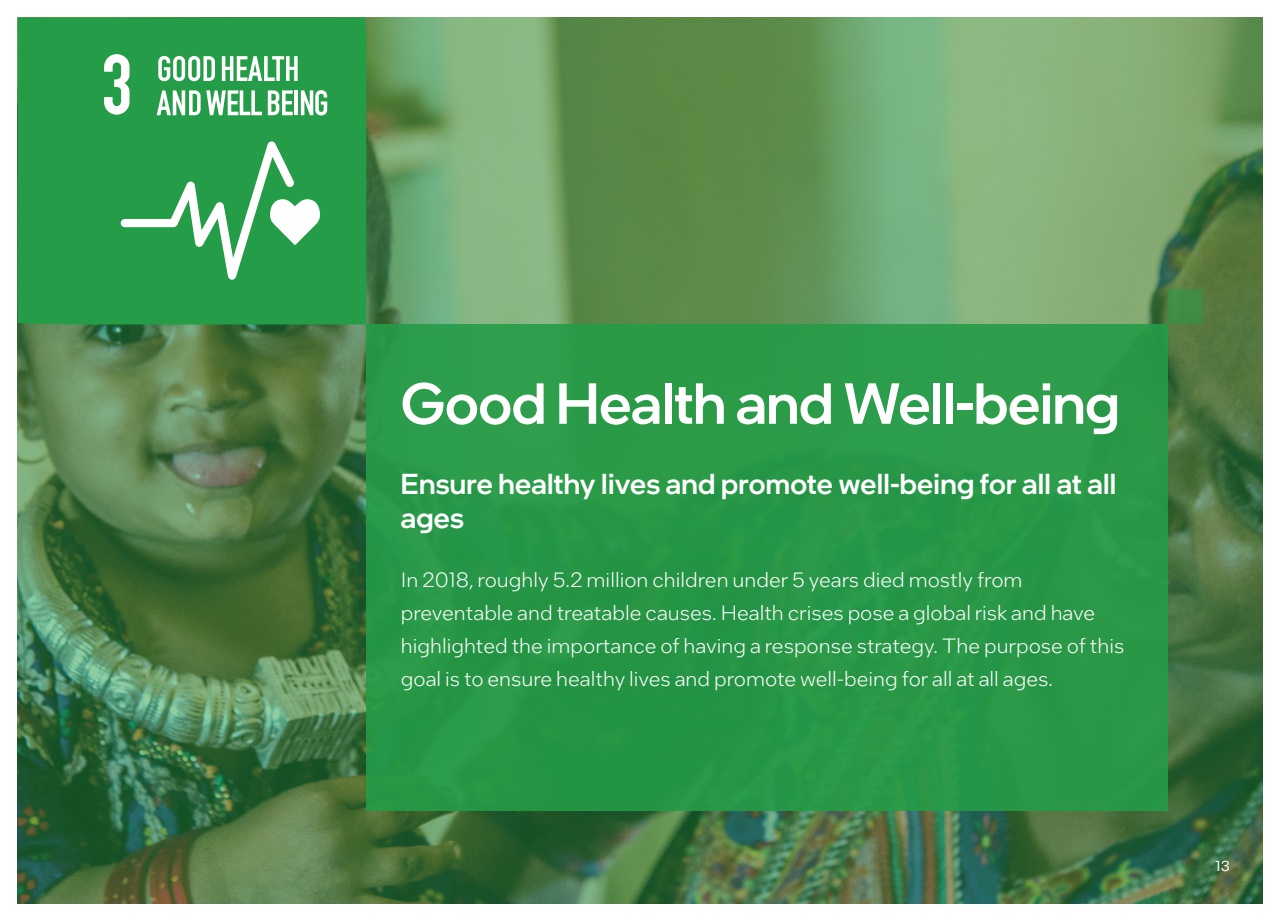 3 GOOD HEALTH
AND WELL BEING
Good Health and Well-being
Ensure healthy lives and promote well-being for all at all
ages
In 2018, roughly 5.2 million children under 5 years died mostly from
preventable and treatable causes. Health crises pose a global risk and have
highlighted the importance of having a response strategy. The purpose of this
goal is to ensure healthy lives and promote well-being for all at all ages.
13